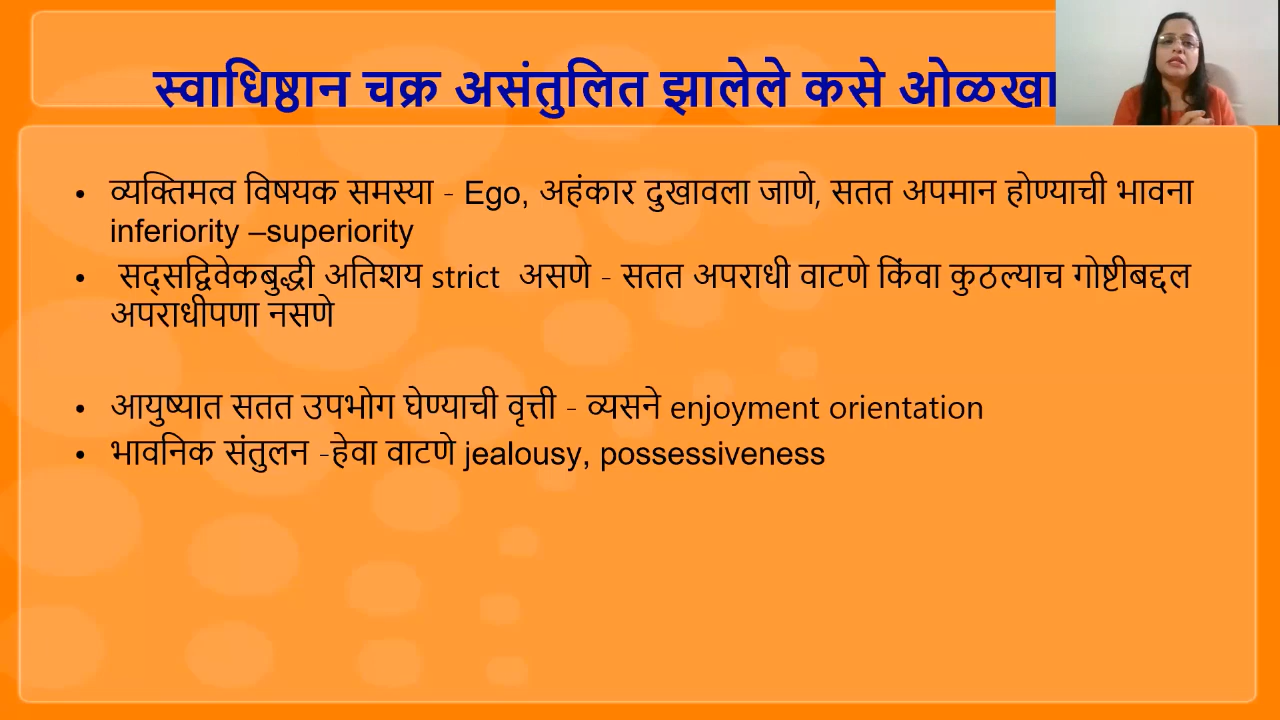 स्वाधिष्ठान चक्र असंतुलित झालेले कसे ओळखा
• व्यक्तिमत्व विषयक समस्या - Ego, अहंकार दुखावला जाणे, सतत अपमान होण्याची भावना
inferiority –superiority
• सद्सद्विवेकबुद्धी अतिशय strict असणे - सतत अपराधी वाटणे किंवा कुठल्याच गोष्टीबद्दल
अपराधीपणा नसणे
• आयुष्यात सतत उपभोग घेण्याची वृत्ती - व्यसने enjoyment orientation
• भावनिक संतुलन -हेवा वाटणे jealousy, possessiveness